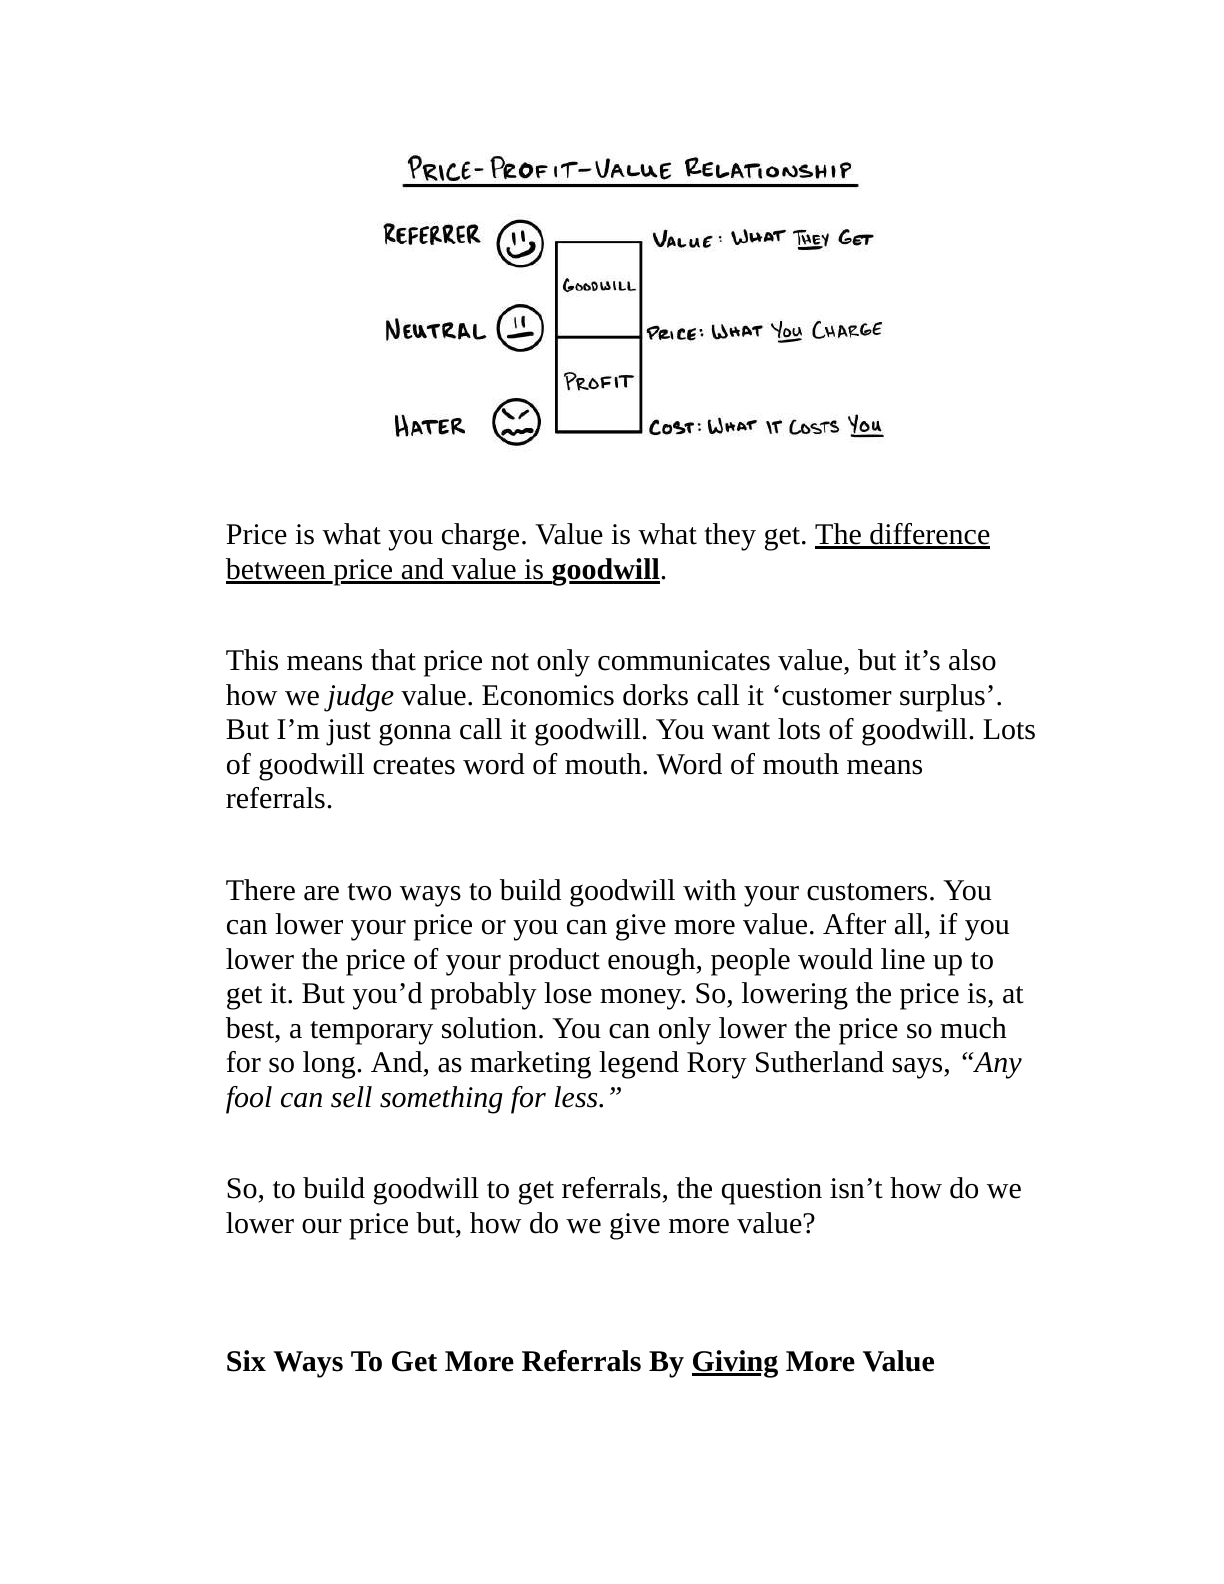 PRICE-PROFIT-VALUE RELATIONSHIP
REFERRER
VALUE: WHAT THEY GET
GOODWILL
NEUTRAL
PRICE: WHAT YOU CHARGE
PROFIT
HATER
COST: WHAT IT COSTS YOU
Price is what you charge. Value is what they get. The difference
between price and value is goodwill.
This means that price not only communicates value, but it’s also
how we judge value. Economics dorks call it ‘customer surplus’.
But I’m just gonna call it goodwill. You want lots of goodwill. Lots
of goodwill creates word of mouth. Word of mouth means
referrals.
There are two ways to build goodwill with your customers. You
can lower your price or you can give more value. After all, if you
lower the price of your product enough, people would line up to
get it. But you’d probably lose money. So, lowering the price is, at
best, a temporary solution. You can only lower the price so much
for so long. And, as marketing legend Rory Sutherland says, “Any
fool can sell something for less.”
So, to build goodwill to get referrals, the question isn’t how do we
lower our price but, how do we give more value?
Six Ways To Get More Referrals By Giving More Value